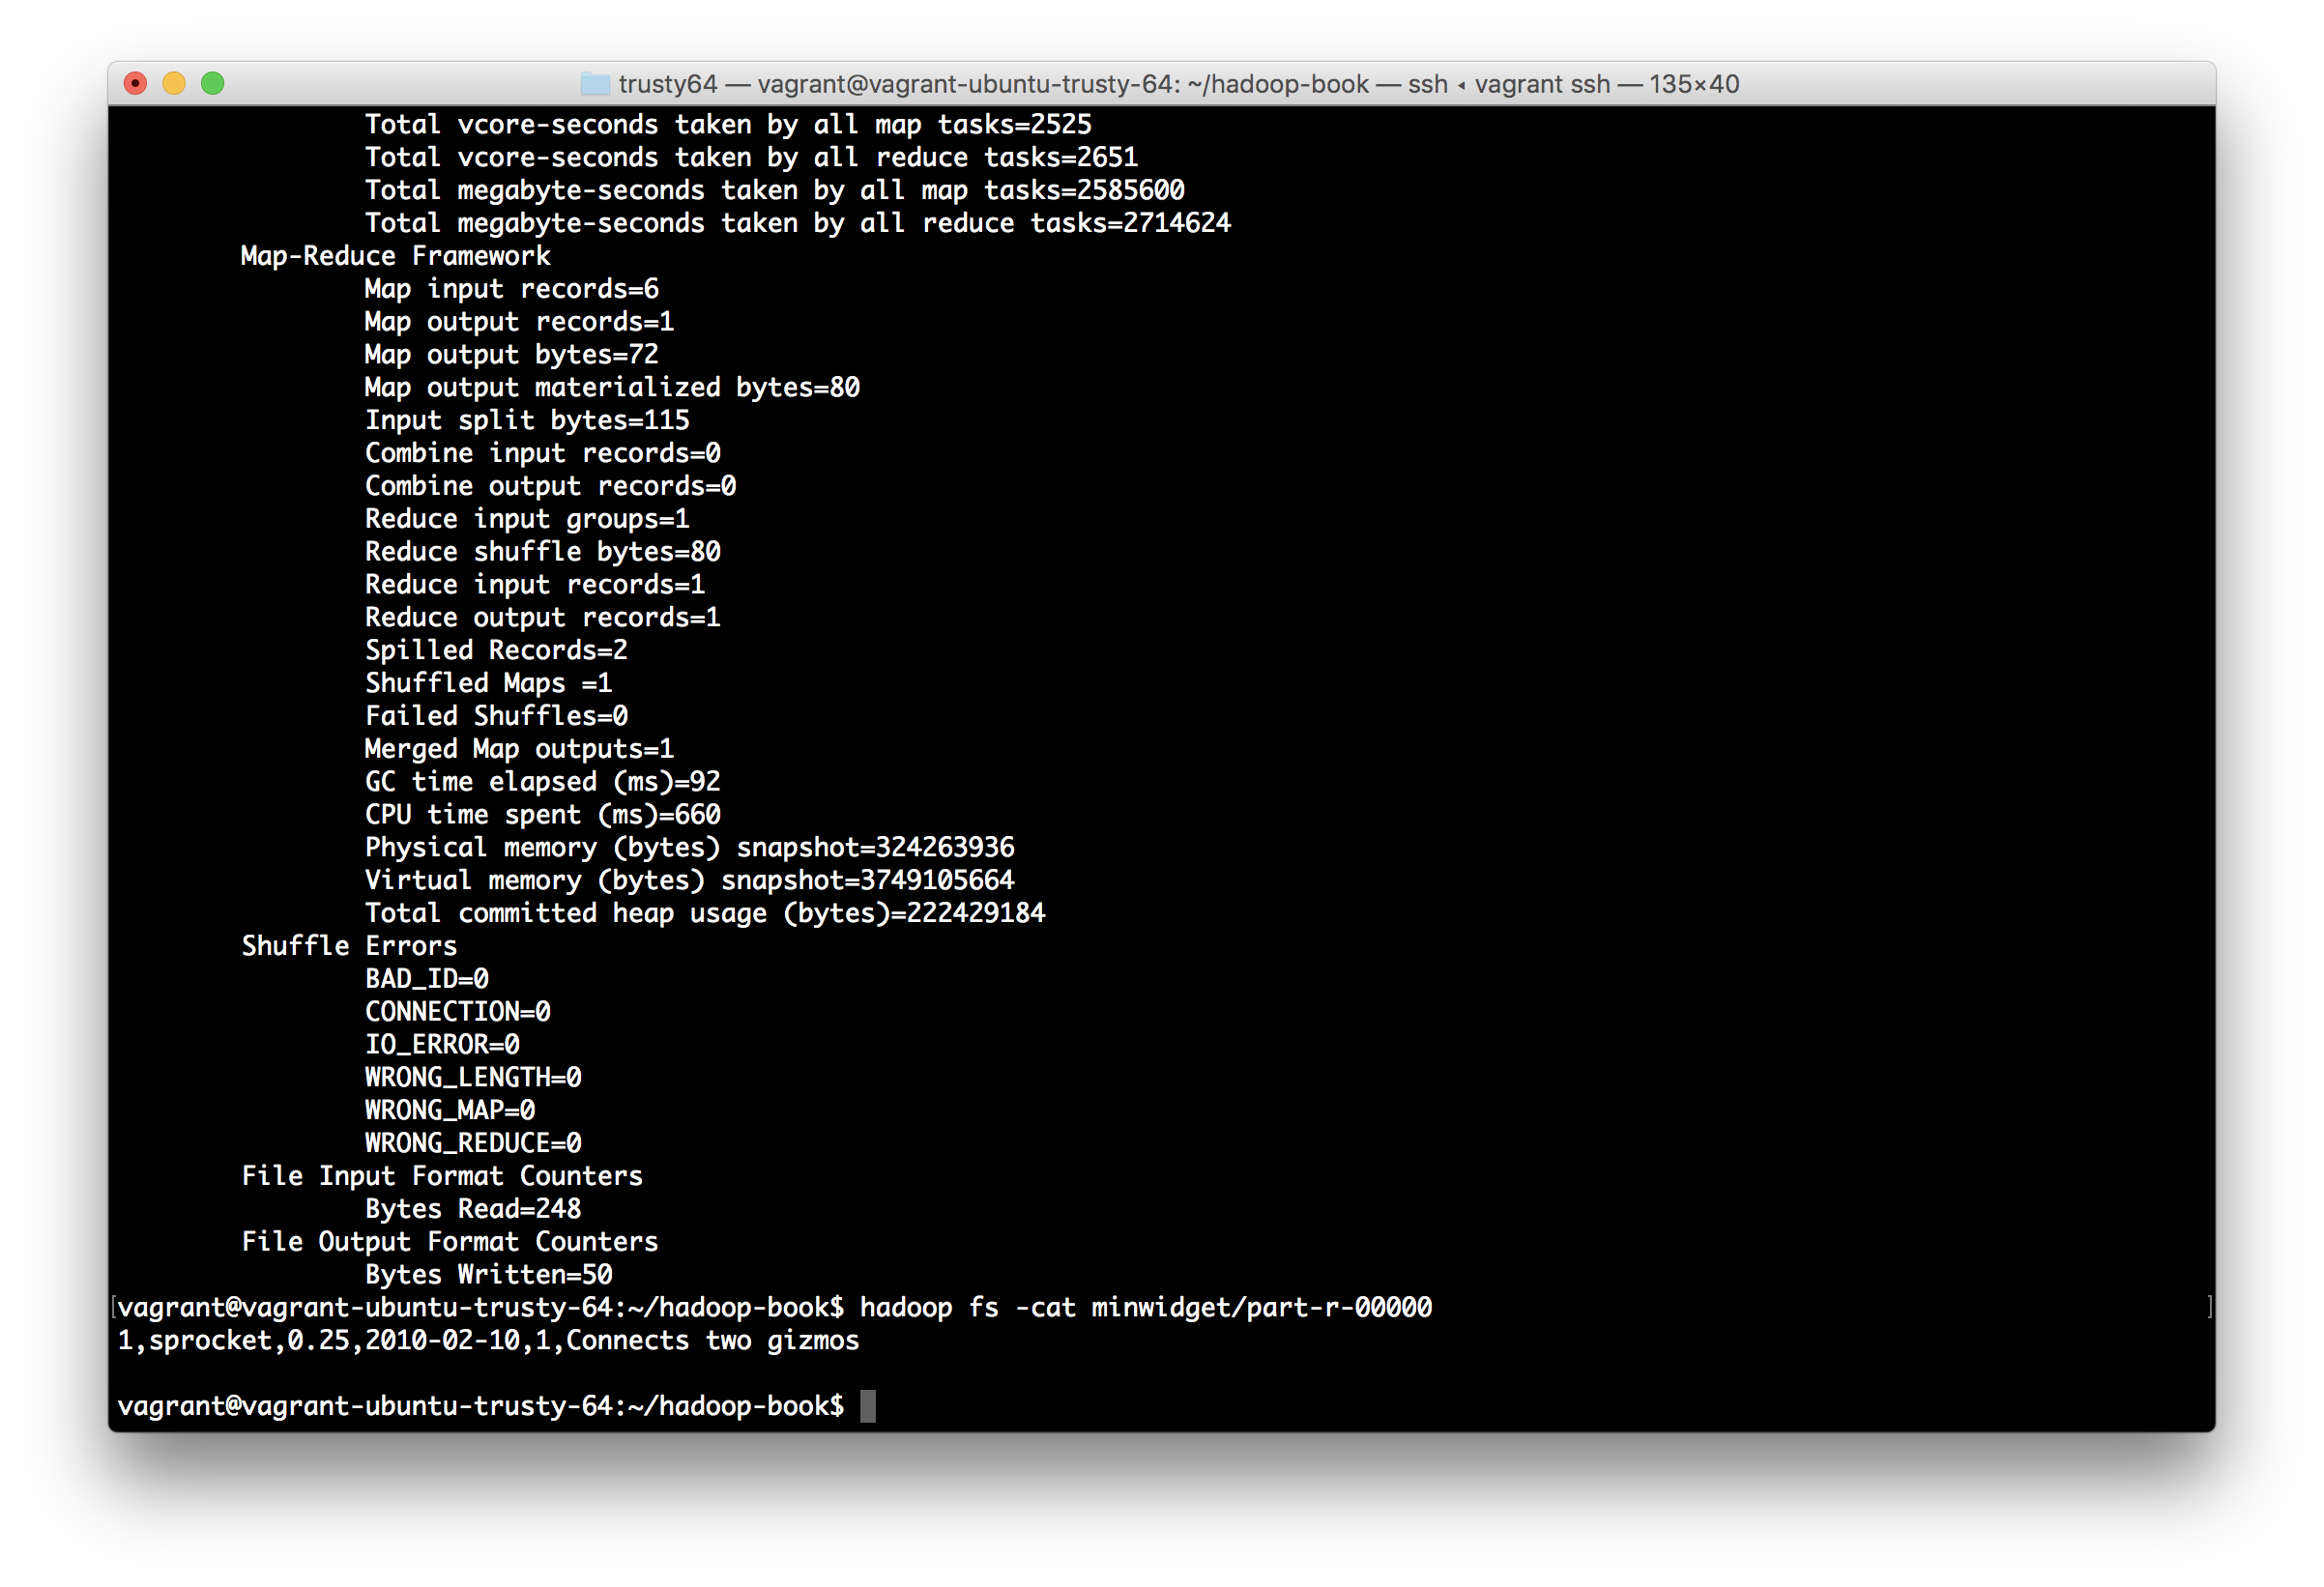 trusty64 — vagrant@vagrant-ubuntu-trusty-64: ~/hadoop-book — ssh ◂ vagrant ssh — 135×40
Total vcore-seconds taken by all map tasks=2525
Total vcore-seconds taken by all reduce tasks=2651
Total megabyte-seconds taken by all map tasks=2585600
Total megabyte-seconds taken by all reduce tasks=2714624
Map-Reduce Framework
Map input records=6
Map output records=1
Map output bytes=72
Map output materialized bytes=80
Input split bytes=115
Combine input records=0
Combine output records=0
Reduce input groups=1
Reduce shuffle bytes=80
Reduce input records=1
Reduce output records=1
Spilled Records=2
Shuffled Maps =1
Failed Shuffles=0
Merged Map outputs=1
GC time elapsed (ms)=92
CPU time spent (ms)=660
Physical memory (bytes) snapshot=324263936
Virtual memory (bytes) snapshot=3749105664
Total committed heap usage (bytes)=222429184
Shuffle Errors
BAD_ID=0
CONNECTION=0
IO_ERROR=0
WRONG_LENGTH=0
WRONG_MAP=0
WRONG_REDUCE=0
File Input Format Counters
Bytes Read=248
File Output Format Counters
Bytes Written=50
[vagrant@vagrant-ubuntu-trusty-64:~/hadoop-book$ hadoop fs -cat minwidget/part-r-00000 ]
1,sprocket,0.25,2010-02-10,1,Connects two gizmos
vagrant@vagrant-ubuntu-trusty-64:~/hadoop-book$